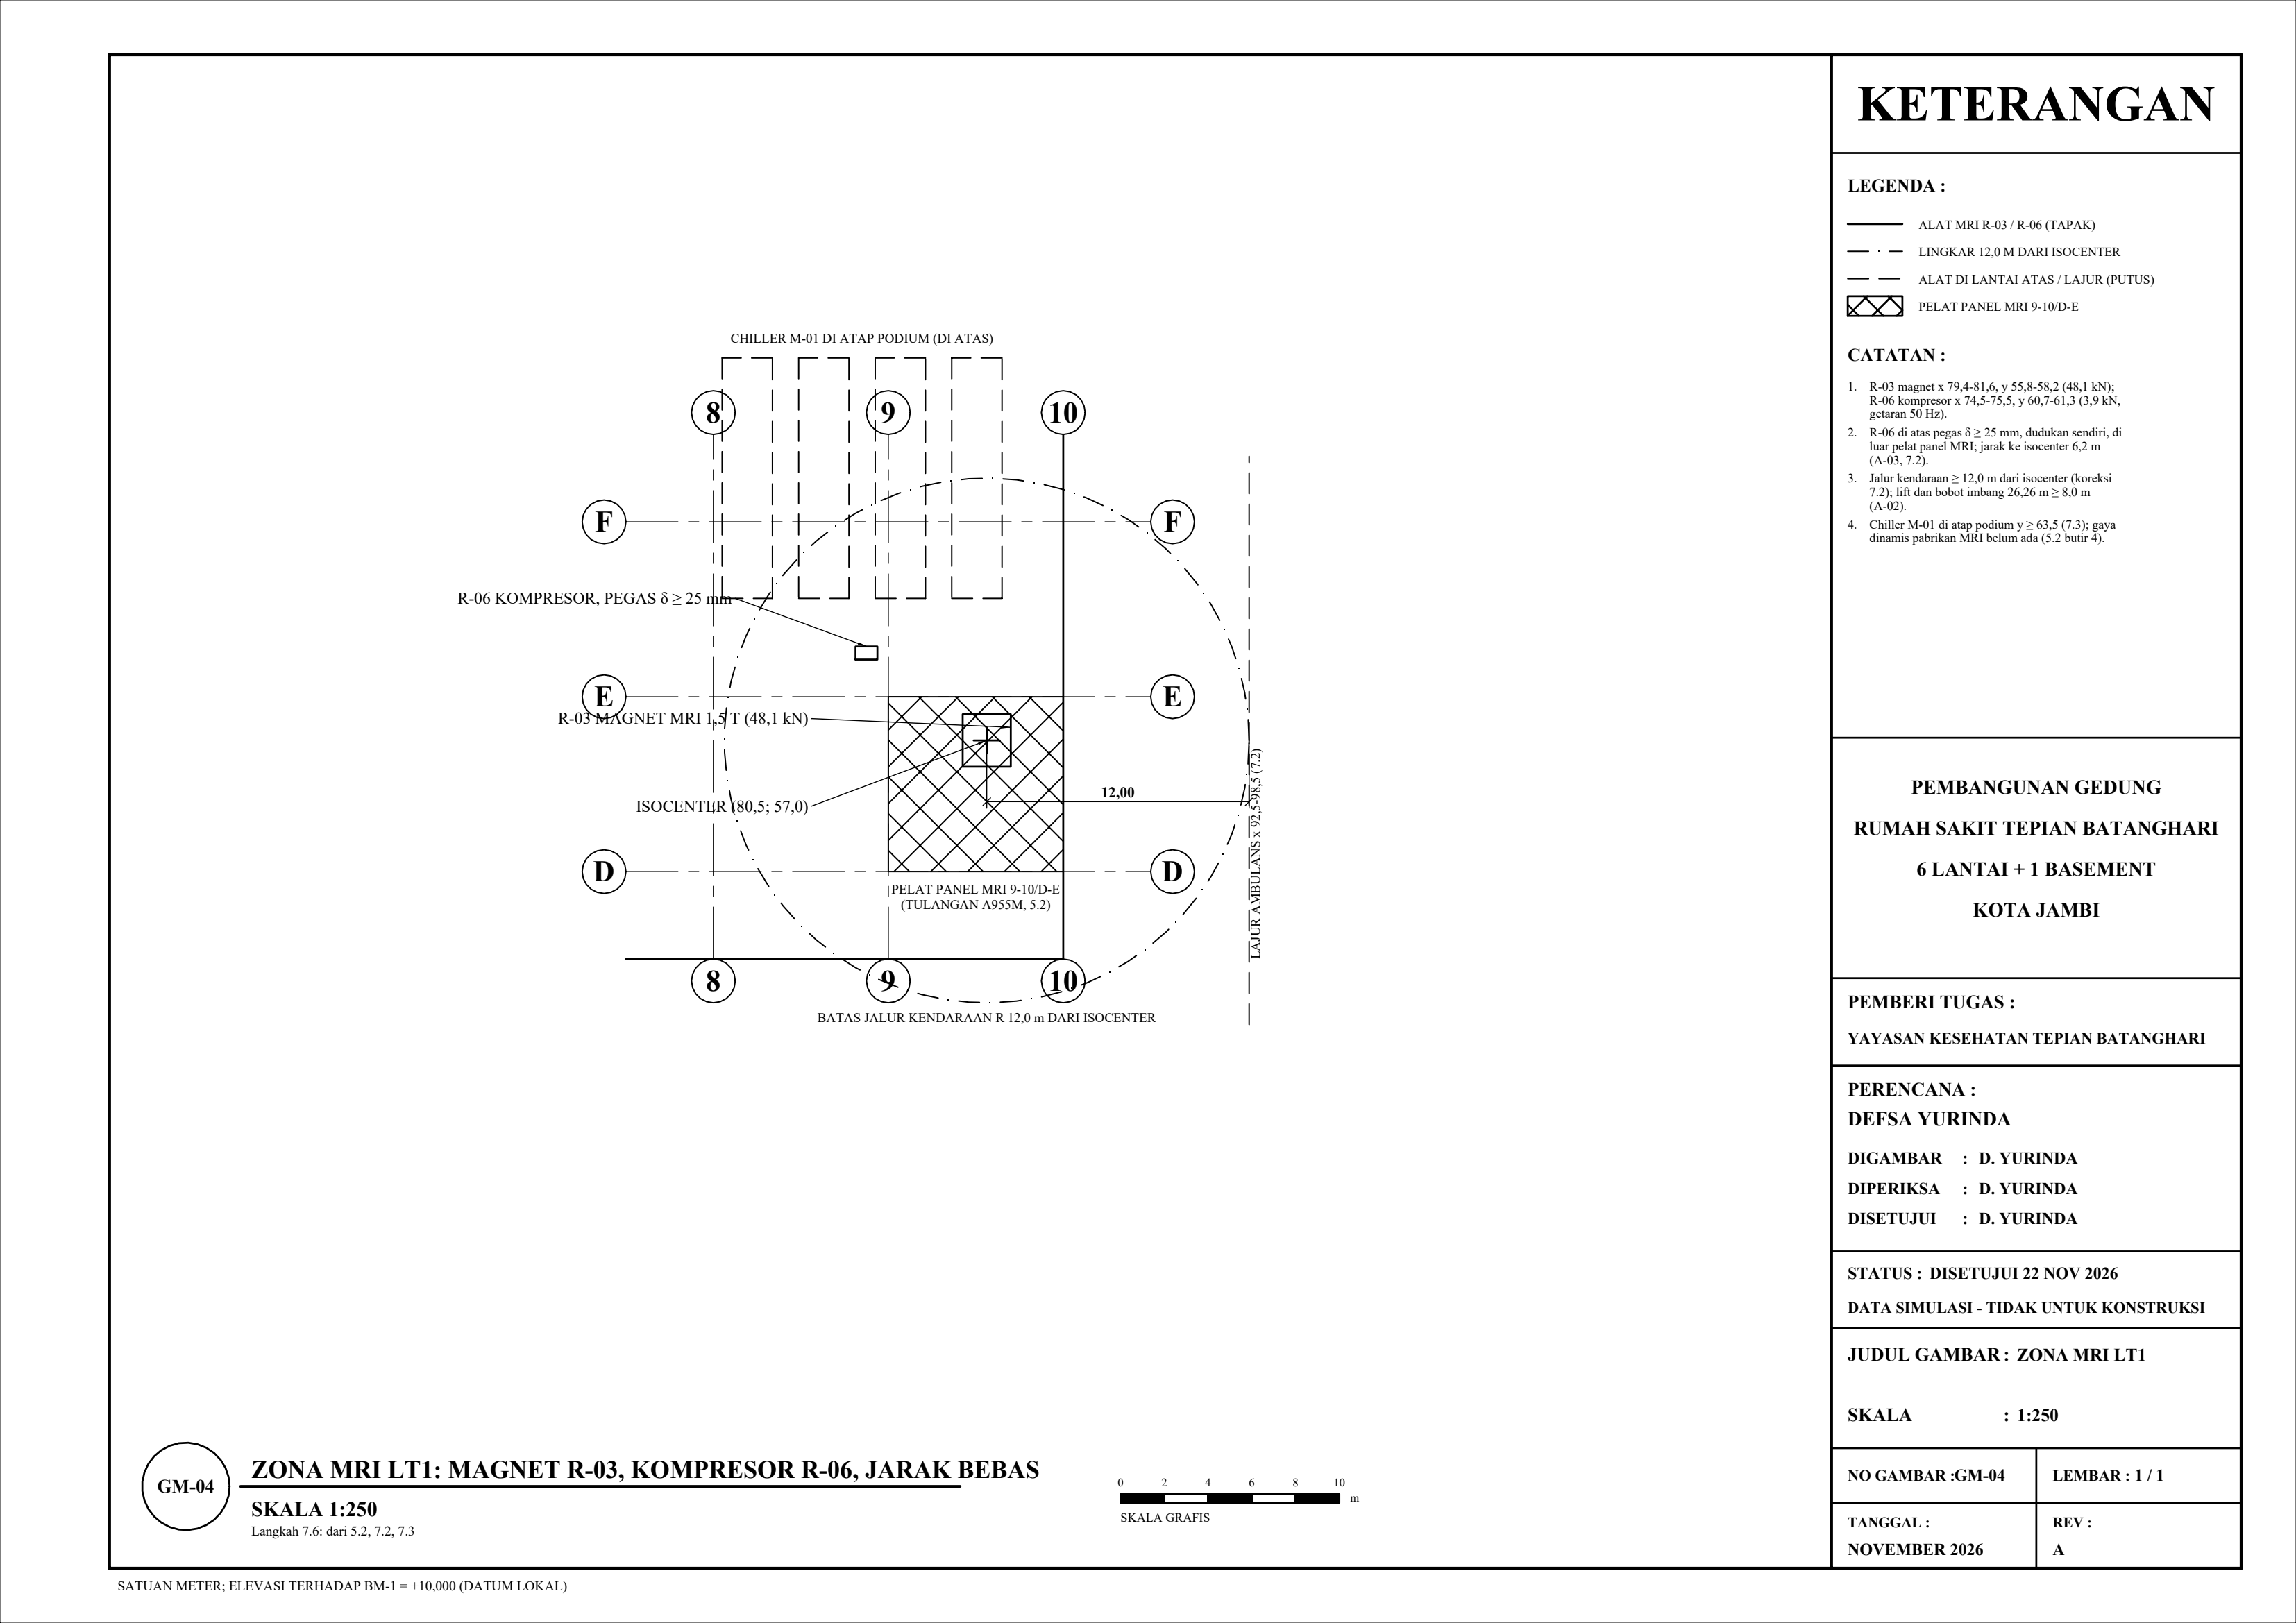 CHILLER M-01 DI ATAP PODIUM (DI ATAS)
8
9
10
F
F
R-06 KOMPRESOR, PEGAS δ ≥ 25 mm
E
E
R-03 MAGNET MRI 1,5 T (48,1 kN)
ISOCENTER (80,5; 57,0)
12,00
LAJUR AMBULANS x 92,5-98,5 (7.2)
D
D
PELAT PANEL MRI 9-10/D-E
(TULANGAN A955M, 5.2)
8
9
10
BATAS JALUR KENDARAAN R 12,0 m DARI ISOCENTER
GM-04
ZONA MRI LT1: MAGNET R-03, KOMPRESOR R-06, JARAK BEBAS
SKALA 1:250
Langkah 7.6: dari 5.2, 7.2, 7.3
0 2 4 6 8 10
m
SKALA GRAFIS
SATUAN METER; ELEVASI TERHADAP BM-1 = +10,000 (DATUM LOKAL)
KETERANGAN
LEGENDA :
ALAT MRI R-03 / R-06 (TAPAK)
LINGKAR 12,0 M DARI ISOCENTER
ALAT DI LANTAI ATAS / LAJUR (PUTUS)
PELAT PANEL MRI 9-10/D-E
CATATAN :
1. R-03 magnet x 79,4-81,6, y 55,8-58,2 (48,1 kN);
R-06 kompresor x 74,5-75,5, y 60,7-61,3 (3,9 kN,
getaran 50 Hz).
2. R-06 di atas pegas δ ≥ 25 mm, dudukan sendiri, di
luar pelat panel MRI; jarak ke isocenter 6,2 m
(A-03, 7.2).
3. Jalur kendaraan ≥ 12,0 m dari isocenter (koreksi
7.2); lift dan bobot imbang 26,26 m ≥ 8,0 m
(A-02).
4. Chiller M-01 di atap podium y ≥ 63,5 (7.3); gaya
dinamis pabrikan MRI belum ada (5.2 butir 4).
PEMBANGUNAN GEDUNG
RUMAH SAKIT TEPIAN BATANGHARI
6 LANTAI + 1 BASEMENT
KOTA JAMBI
PEMBERI TUGAS :
YAYASAN KESEHATAN TEPIAN BATANGHARI
PERENCANA :
DEFSA YURINDA
DIGAMBAR : D. YURINDA
DIPERIKSA : D. YURINDA
DISETUJUI : D. YURINDA
STATUS : DISETUJUI 22 NOV 2026
DATA SIMULASI - TIDAK UNTUK KONSTRUKSI
JUDUL GAMBAR : ZONA MRI LT1
SKALA : 1:250
NO GAMBAR :GM-04
LEMBAR : 1 / 1
TANGGAL :
NOVEMBER 2026
REV :
A